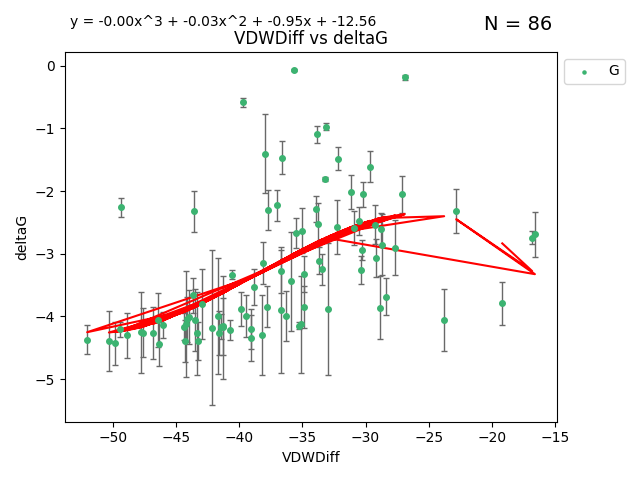 y = -0.00x^3 + -0.03x^2 + -0.95x + -12.56
N = 86
VDWDiff vs deltaG
G
deltaG
0
−1
−2
−3
−4
−5
−50
−45
−40
−35
−30
−25
−20
−15
VDWDiff